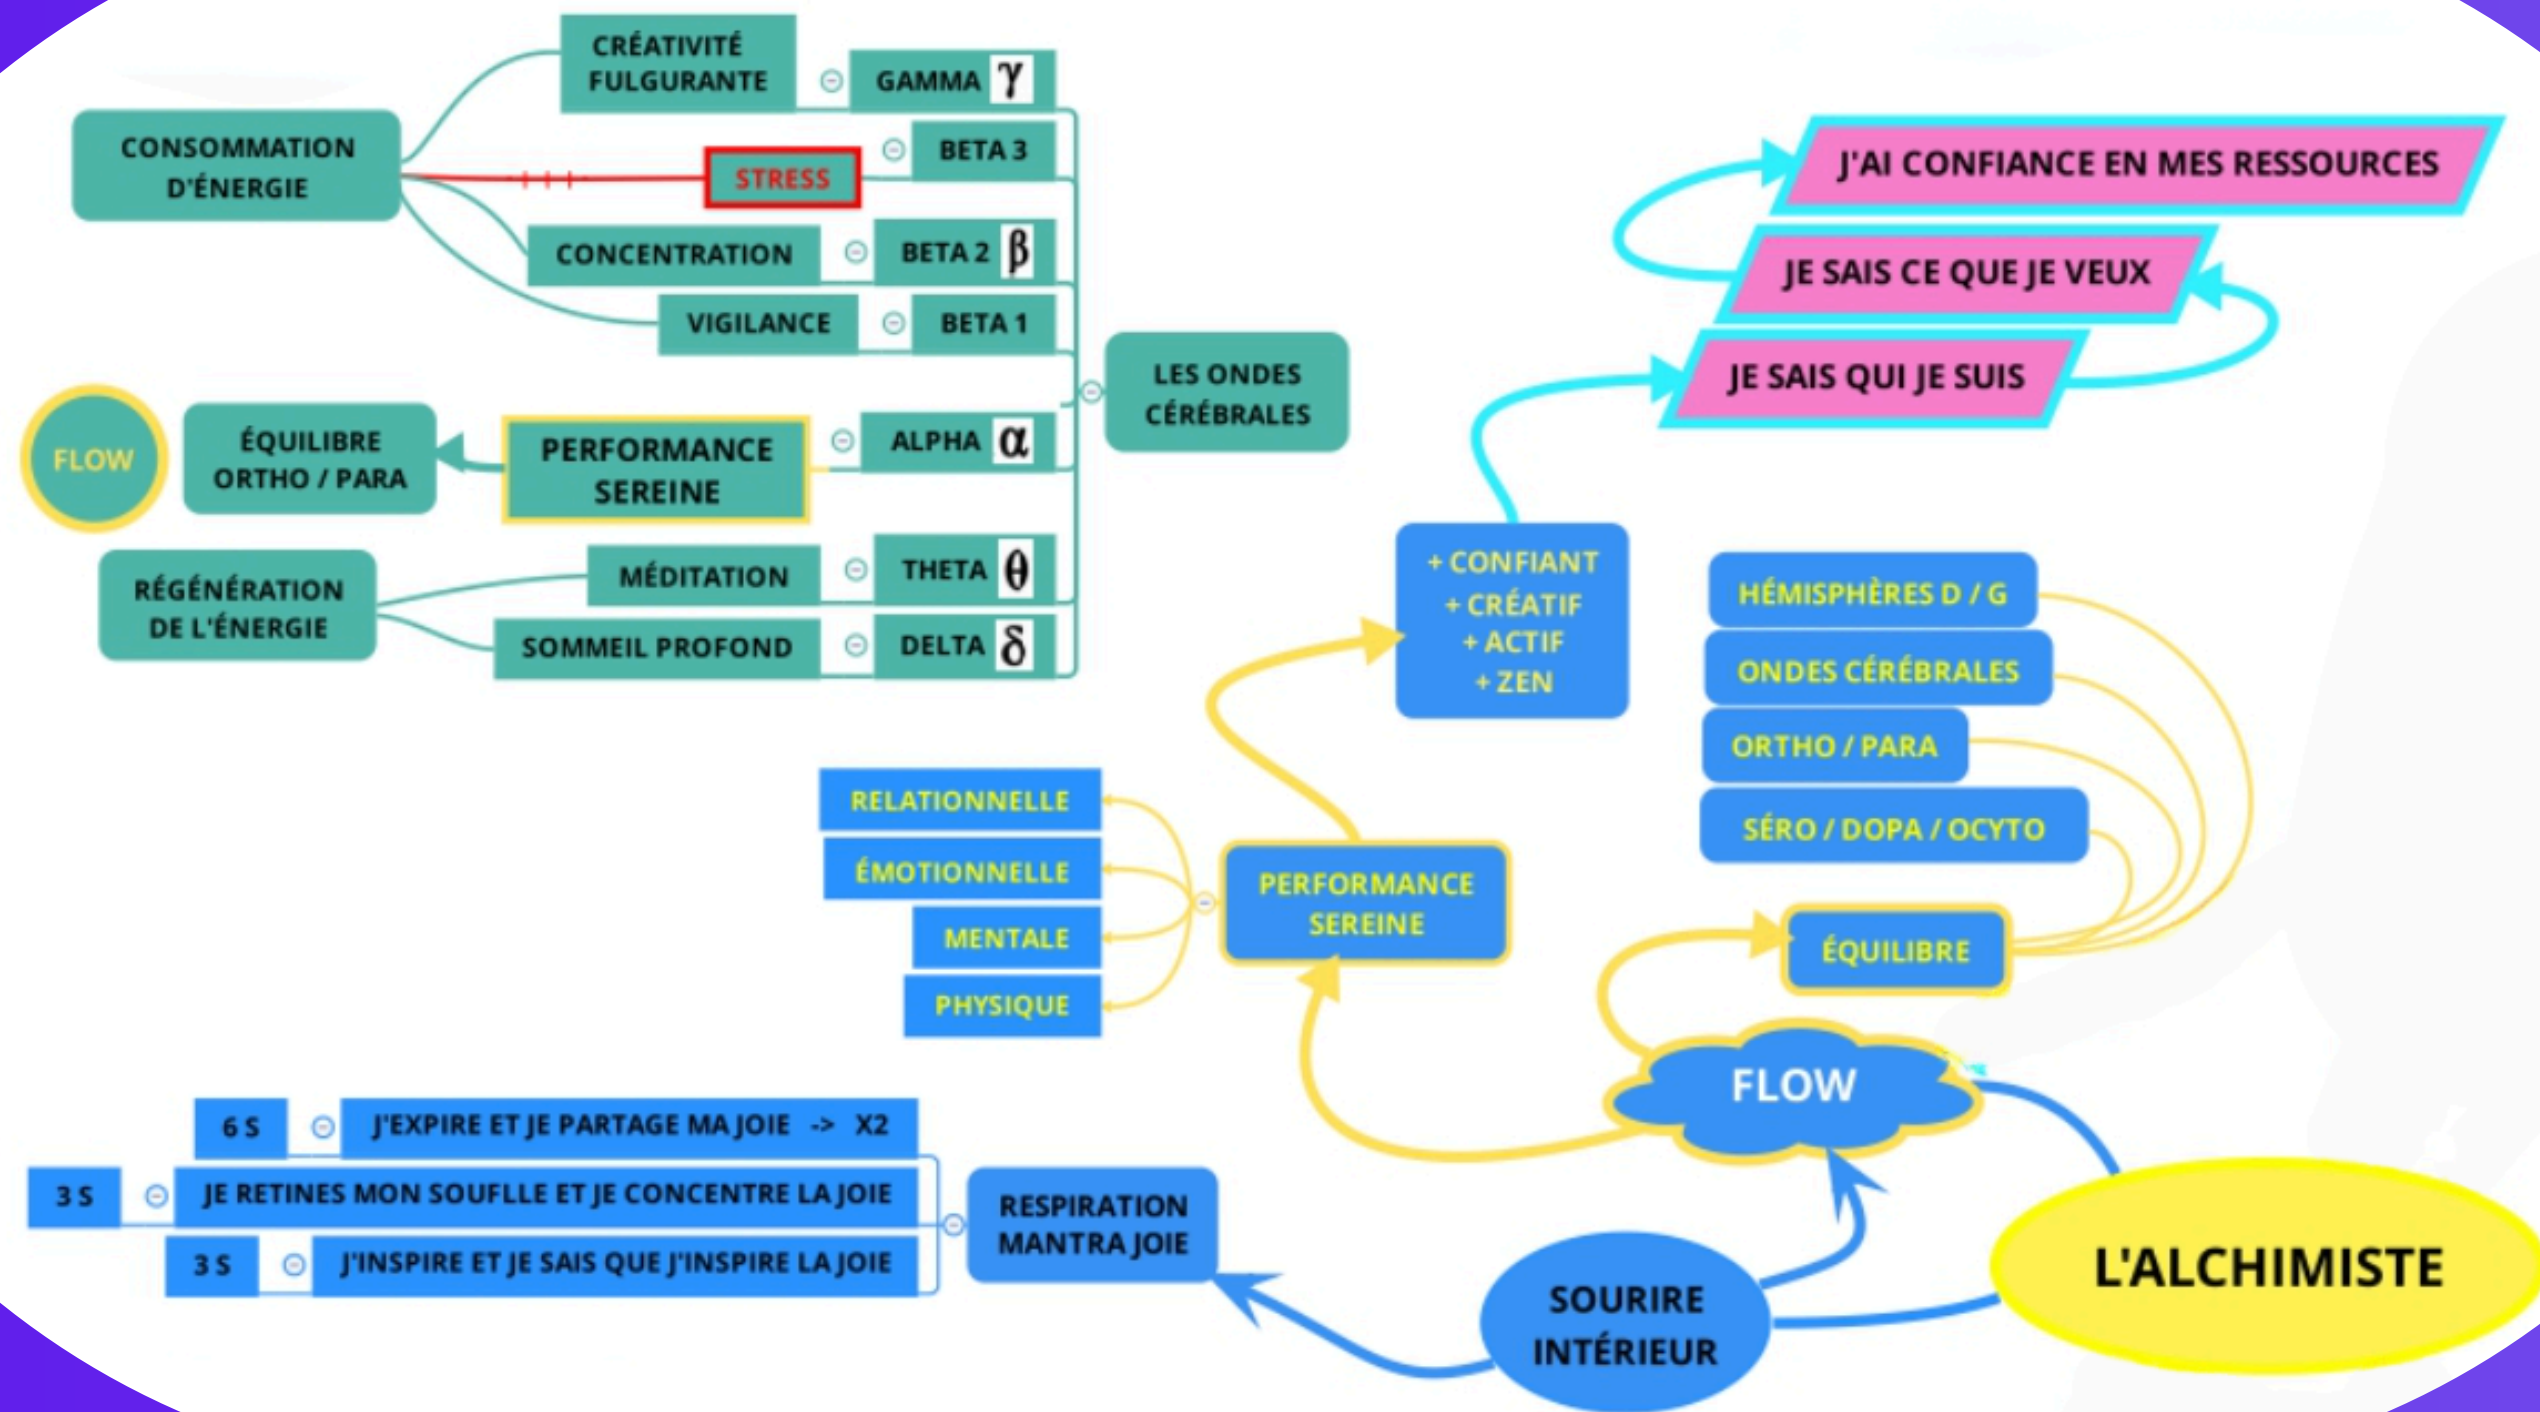 CRÉATIVITÉ
FULGURANTE
GAMMA γ
CONSOMMATION
D'ÉNERGIE
STRESS
BETA 3
CONCENTRATION
BETA 2 β
VIGILANCE
BETA 1
LES ONDES
CÉRÉBRALES
FLOW
ÉQUILIBRE
ORTHO / PARA
PERFORMANCE
SEREINE
ALPHA α
RÉGÉNÉRATION
DE L'ÉNERGIE
MÉDITATION
THETA θ
SOMMEIL PROFOND
DELTA δ
J'AI CONFIANCE EN MES RESSOURCES
JE SAIS CE QUE JE VEUX
JE SAIS QUI JE SUIS
+ CONFIANT
+ CRÉATIF
+ ACTIF
+ ZEN
HÉMISPHÈRES D / G
ONDES CÉRÉBRALES
ORTHO / PARA
SÉRO / DOPA / OCYTO
ÉQUILIBRE
RELATIONNELLE
ÉMOTIONNELLE
MENTALE
PHYSIQUE
PERFORMANCE
SEREINE
FLOW
6 S
J'EXPIRE ET JE PARTAGE MA JOIE -> X2
3 S
JE RETINES MON SOUFLLE ET JE CONCENTRE LA JOIE
3 S
J'INSPIRE ET JE SAIS QUE J'INSPIRE LA JOIE
RESPIRATION
MANTRA JOIE
SOURIRE
INTÉRIEUR
L'ALCHIMISTE